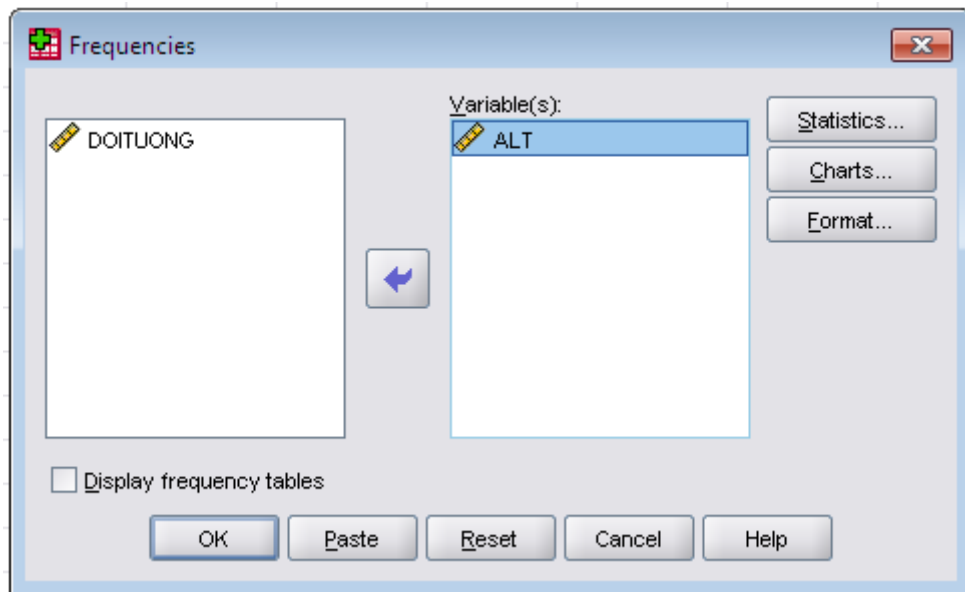 Frequencies
Variable(s):
DOITUONG
ALT
Statistics...
Charts...
Format...
Display frequency tables
OK
Paste
Reset
Cancel
Help